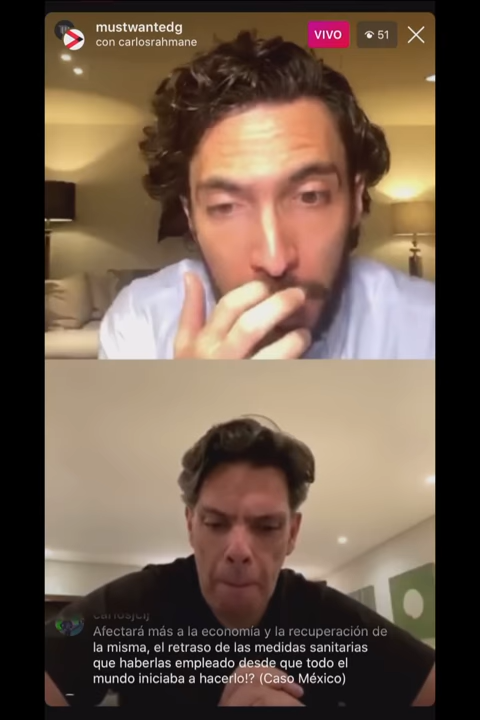 mustwantedg
con carlosrahmane
VIVO
51
carlosjclj
Afectará más a la economía y la recuperación de
la misma, el retraso de las medidas sanitarias
que haberlas empleado desde que todo el
mundo iniciaba a hacerlo!? (Caso México)